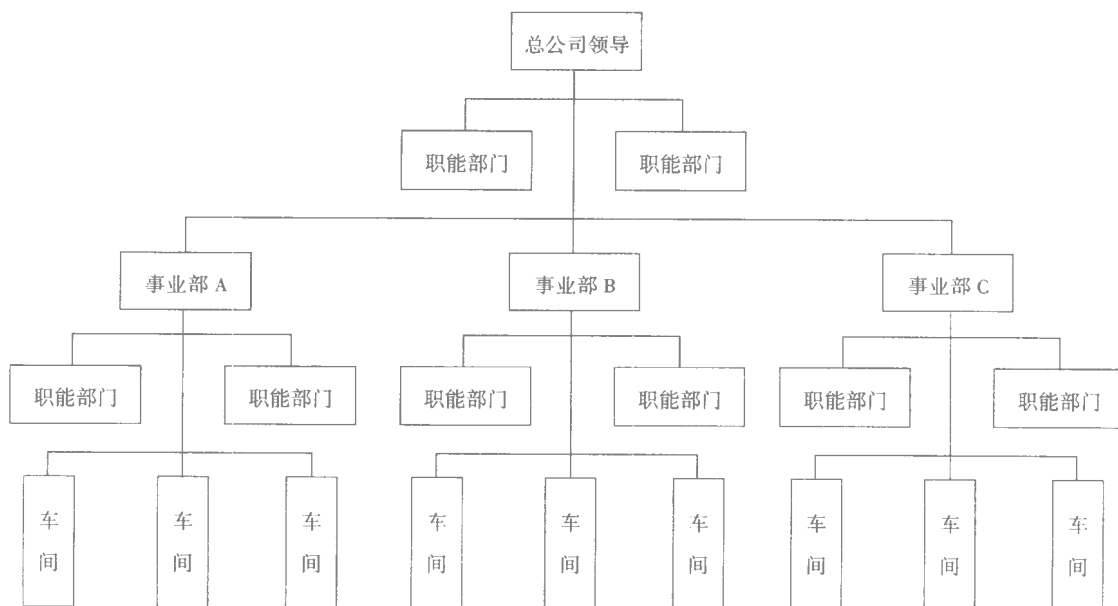 总公司领导
职能部门
职能部门
事业部 A
事业部 B
事业部 C
职能部门
职能部门
职能部门
职能部门
职能部门
职能部门
车间
车间
车间
车间
车间
车间
车间
车间
车间